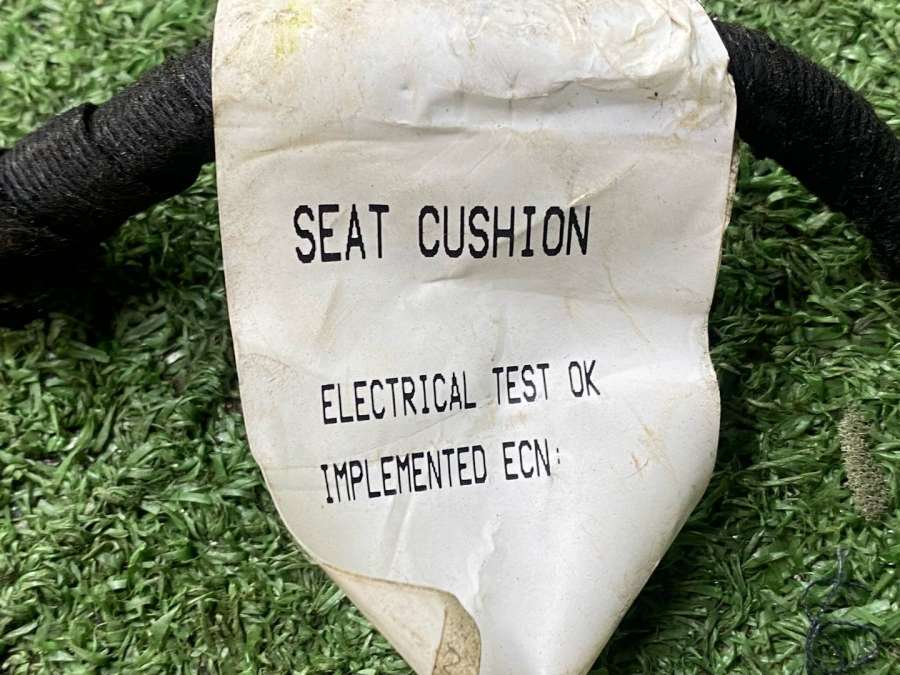 SEAT CUSHION
ELECTRICAL TEST OK
IMPLEMENTED ECN: